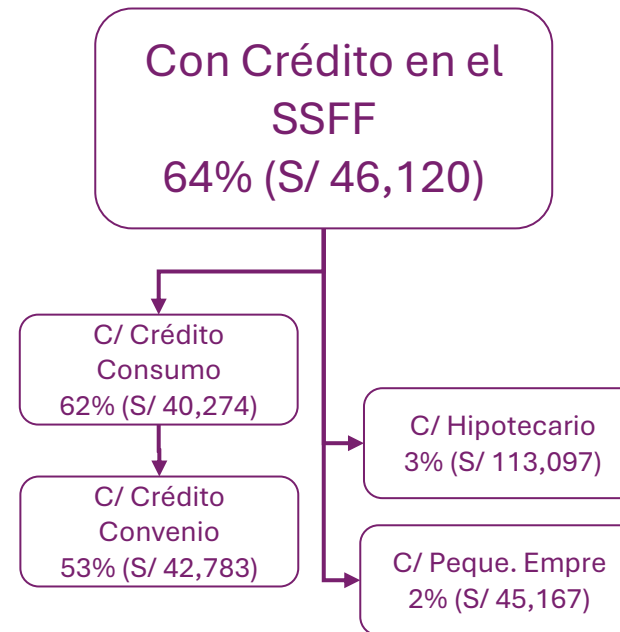 Con Crédito en el
SSFF
64% (S/ 46,120)
C/ Crédito
Consumo
62% (S/ 40,274)
C/ Crédito
Convenio
53% (S/ 42,783)
C/ Hipotecario
3% (S/ 113,097)
C/ Peque. Empre
2% (S/ 45,167)